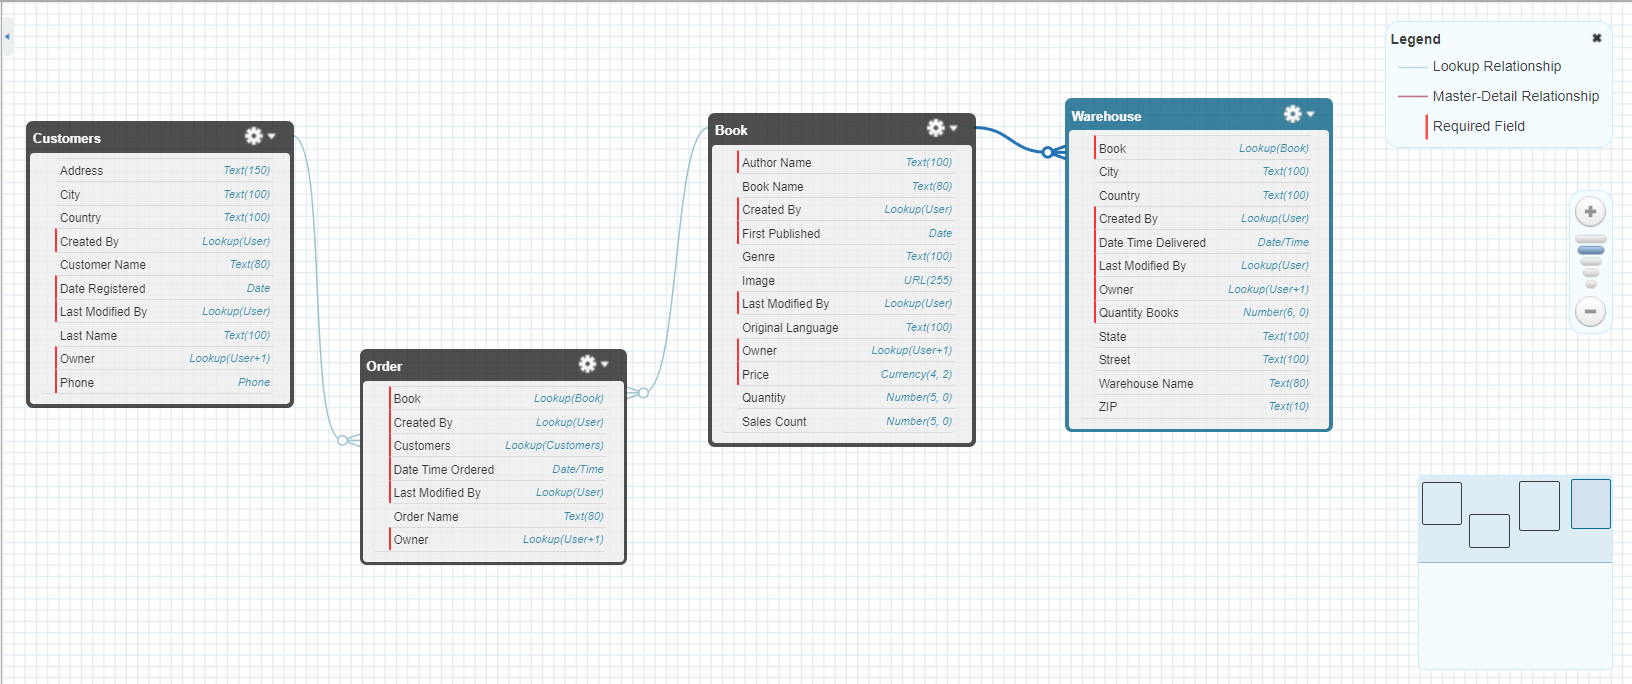 Customers
Address Text(150)
City Text(100)
Country Text(100)
Created By Lookup(User)
Customer Name Text(80)
Date Registered Date
Last Modified By Lookup(User)
Last Name Text(100)
Owner Lookup(User+1)
Phone Phone
Order
Book Lookup(Book)
Created By Lookup(User)
Customers Lookup(Customers)
Date Time Ordered Date/Time
Last Modified By Lookup(User)
Order Name Text(80)
Owner Lookup(User+1)
Book
Author Name Text(100)
Book Name Text(80)
Created By Lookup(User)
First Published Date
Genre Text(100)
Image URL(255)
Last Modified By Lookup(User)
Original Language Text(100)
Owner Lookup(User+1)
Price Currency(4, 2)
Quantity Number(5, 0)
Sales Count Number(5, 0)
Warehouse
Book Lookup(Book)
City Text(100)
Country Text(100)
Created By Lookup(User)
Date Time Delivered Date/Time
Last Modified By Lookup(User)
Owner Lookup(User+1)
Quantity Books Number(6, 0)
State Text(100)
Street Text(100)
Warehouse Name Text(80)
ZIP Text(10)
Legend
Lookup Relationship
Master-Detail Relationship
Required Field